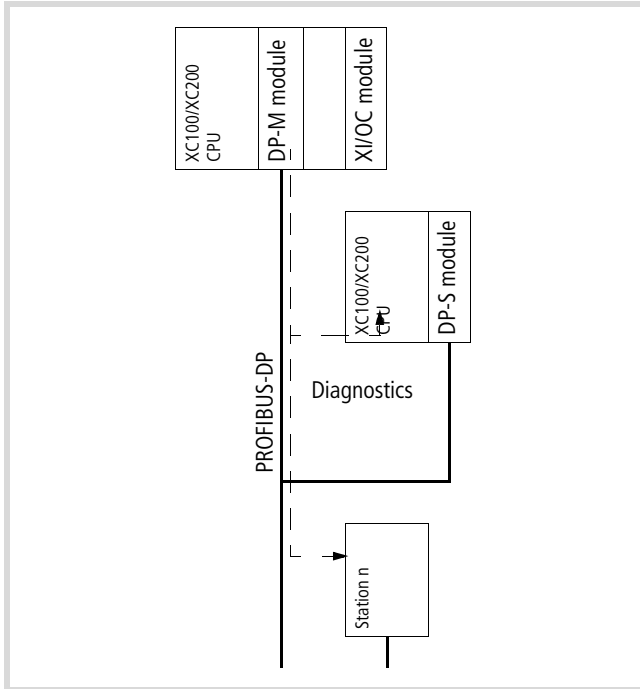 XC100/XC200
CPU
DP-M module
XI/OC module
XC100/XC200
CPU
DP-S module
PROFIBUS-DP
Diagnostics
Station n